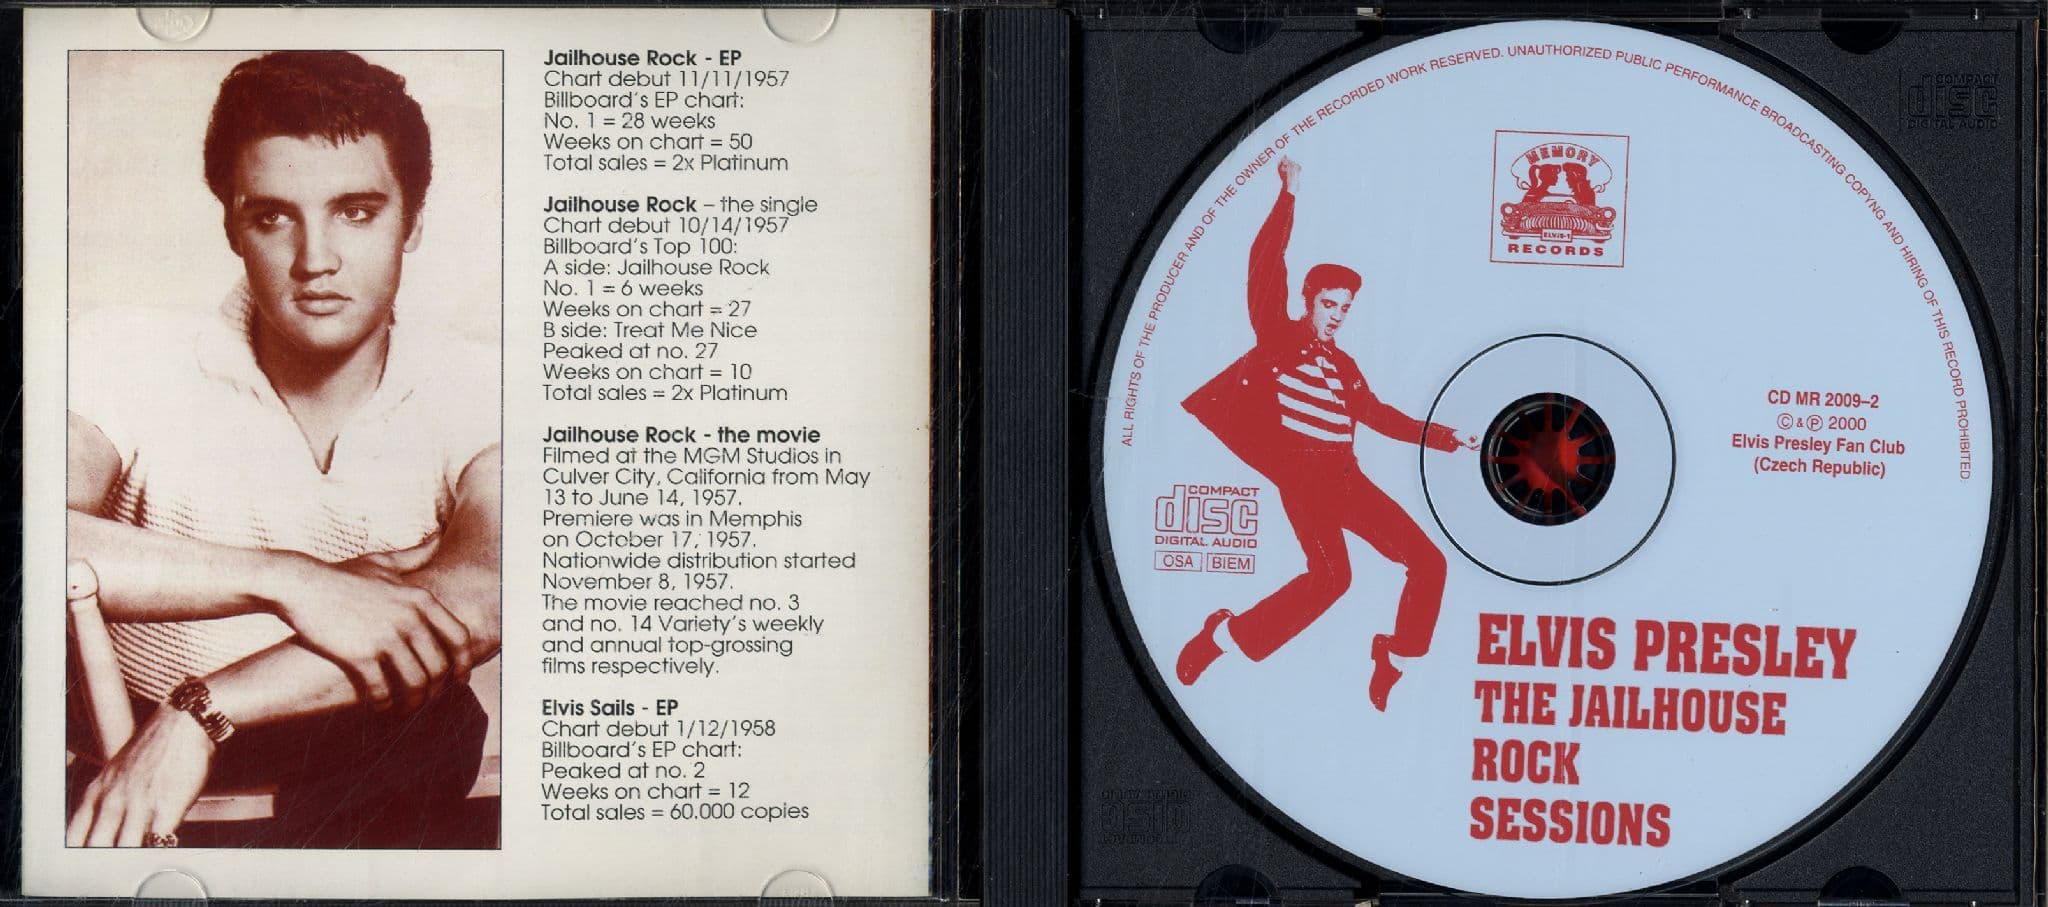 Jailhouse Rock - EP
Chart debut 11/11/1957
Billboard's EP chart:
No. 1 = 28 weeks
Weeks on chart = 50
Total sales = 2x Platinum
Jailhouse Rock – the single
Chart debut 10/14/1957
Billboard's Top 100:
A side: Jailhouse Rock
No. 1 = 6 weeks
Weeks on chart = 27
B side: Treat Me Nice
Peaked at no. 27
Weeks on chart = 10
Total sales = 2x Platinum
Jailhouse Rock - the movie
Filmed at the MGM Studios in
Culver City, California from May
13 to June 14, 1957.
Premiere was in Memphis
on October 17, 1957.
Nationwide distribution started
November 8, 1957.
The movie reached no. 3
and no. 14 Variety's weekly
and annual top-grossing
films respectively.
Elvis Sails - EP
Chart debut 1/12/1958
Billboard's EP chart:
Peaked at no. 2
Weeks on chart = 12
Total sales = 60.000 copies
ALL RIGHTS OF THE PRODUCER AND OF THE OWNER OF THE RECORDED WORK RESERVED. UNAUTHORIZED PUBLIC PERFORMANCE BROADCASTING COPYNG AND HIRING OF THIS RECORD PROHIBITED.
MEMORY
ELVIS-1
RECORDS
CD MR 2009–2
© & ℗ 2000
Elvis Presley Fan Club
(Czech Republic)
COMPACT
disc
DIGITAL AUDIO
OSA BIEM
ELVIS PRESLEY
THE JAILHOUSE
ROCK
SESSIONS
COMPACT
disc
DIGITAL AUDIO